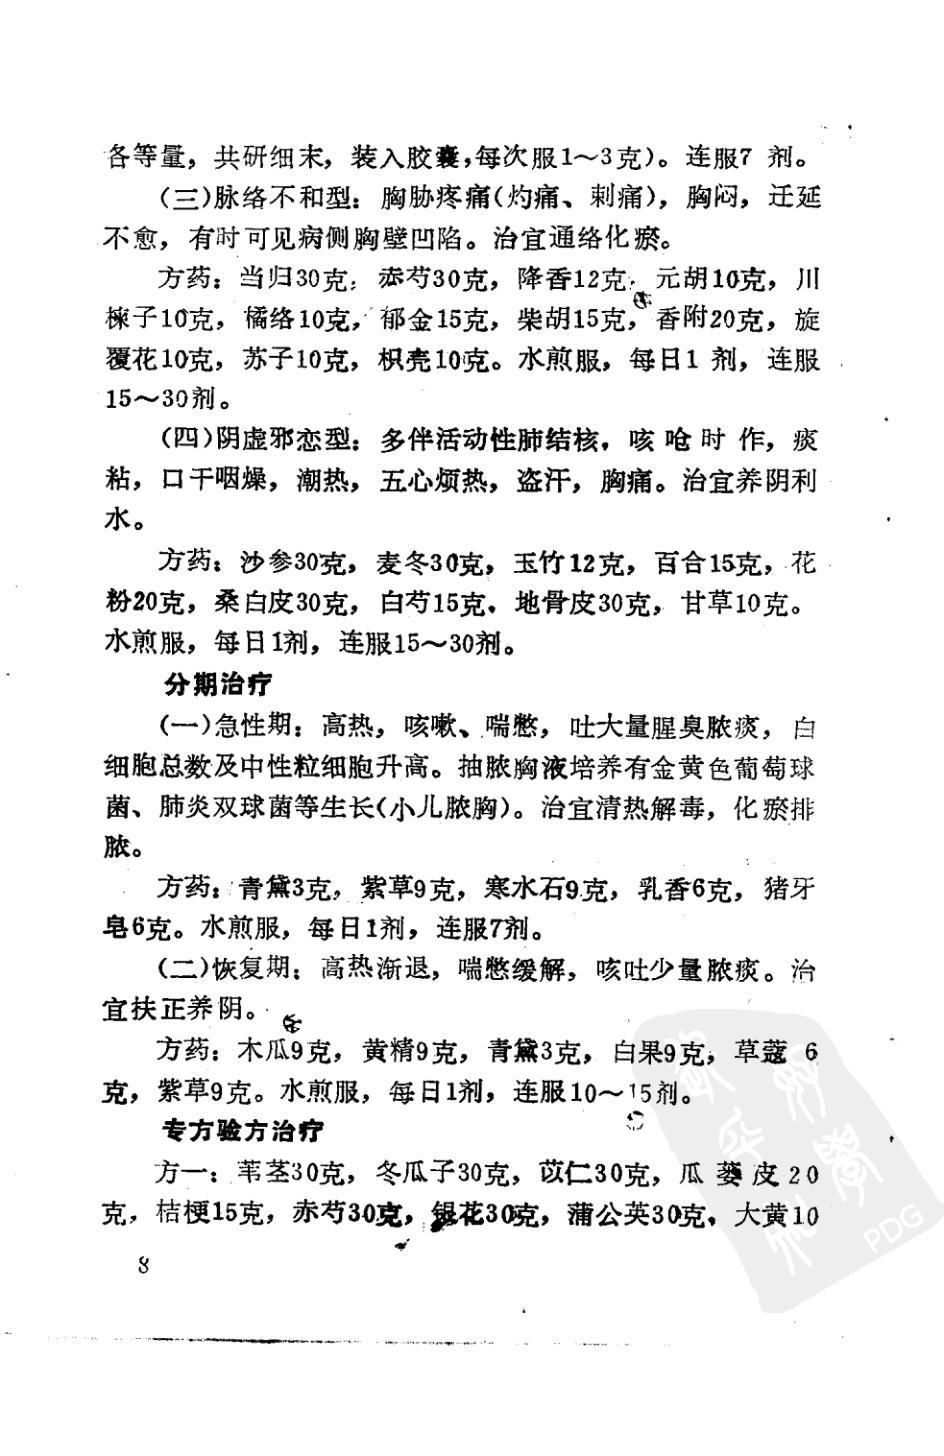 各等量，共研细末，装入胶囊，每次服1～3克）。连服7 剂。
（三）脉络不和型：胸胁疼痛（灼痛、刺痛），胸闷，迁延
不愈，有时可见病侧胸壁凹陷。治宜通络化瘀。
方药：当归30克，赤芍30克，降香12克，元胡10克，川
楝子10克，橘络10克，郁金15克，柴胡15克，香附20克，旋
覆花10克，苏子10克，枳壳10克。水煎服，每日1 剂，连服
15～30剂。
（四）阴虚邪恋型：多伴活动性肺结核，咳呛时作，痰
粘，口干咽燥，潮热，五心烦热，盗汗，胸痛。治宜养阴利
水。
方药：沙参30克，麦冬30克，玉竹12克，百合15克，花
粉20克，桑白皮30克，白芍15克，地骨皮30克，甘草10克。
水煎服，每日1剂，连服15～30剂。
分期治疗
（一）急性期：高热，咳嗽、喘憋，吐大量腥臭脓痰，白
细胞总数及中性粒细胞升高。抽脓胸液培养有金黄色葡萄球
菌、肺炎双球菌等生长（小儿脓胸）。治宜清热解毒，化瘀排
脓。
方药：青黛3克，紫草9克，寒水石9克，乳香6克，猪牙
皂6克。水煎服，每日1剂，连服7剂。
（二）恢复期：高热渐退，喘憋缓解，咳吐少量脓痰。治
宜扶正养阴。
方药：木瓜9克，黄精9克，青黛3克，白果9克，草蔻 6
克，紫草9克。水煎服，每日1剂，连服10～15剂。
专方验方治疗
方一：苇茎30克，冬瓜子30克，苡仁30克，瓜蒌皮20
克，桔梗15克，赤芍30克，银花30克，蒲公英30克，大黄10
8
PDG